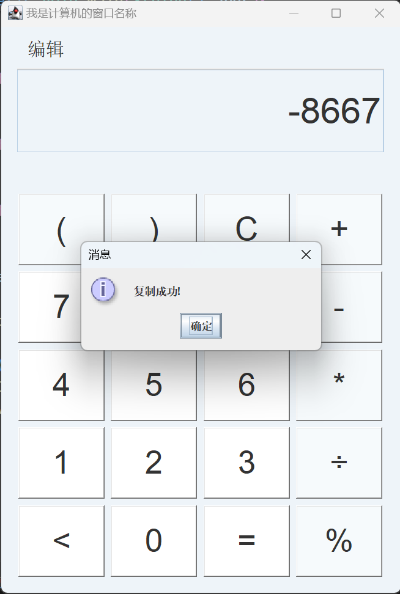 我是计算机的窗口名称
编辑
-8667
( ) C +
消息
复制成功!
确定
7 -
4 5 6 *
1 2 3 ÷
< 0 = %